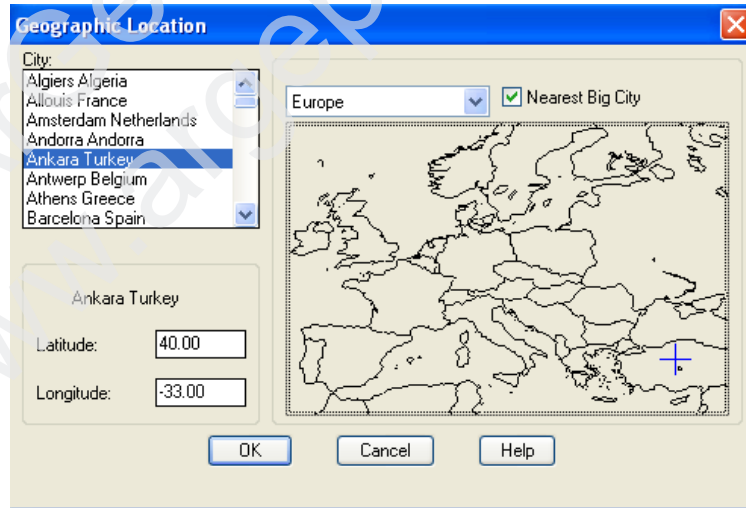 Geographic Location
City:
Algiers Algeria
Allouis France
Amsterdam Netherlands
Andorra Andorra
Ankara Turkey
Antwerp Belgium
Athens Greece
Barcelona Spain
Europe
Nearest Big City
Ankara Turkey
Latitude: 40.00
Longitude: -33.00
OK Cancel Help